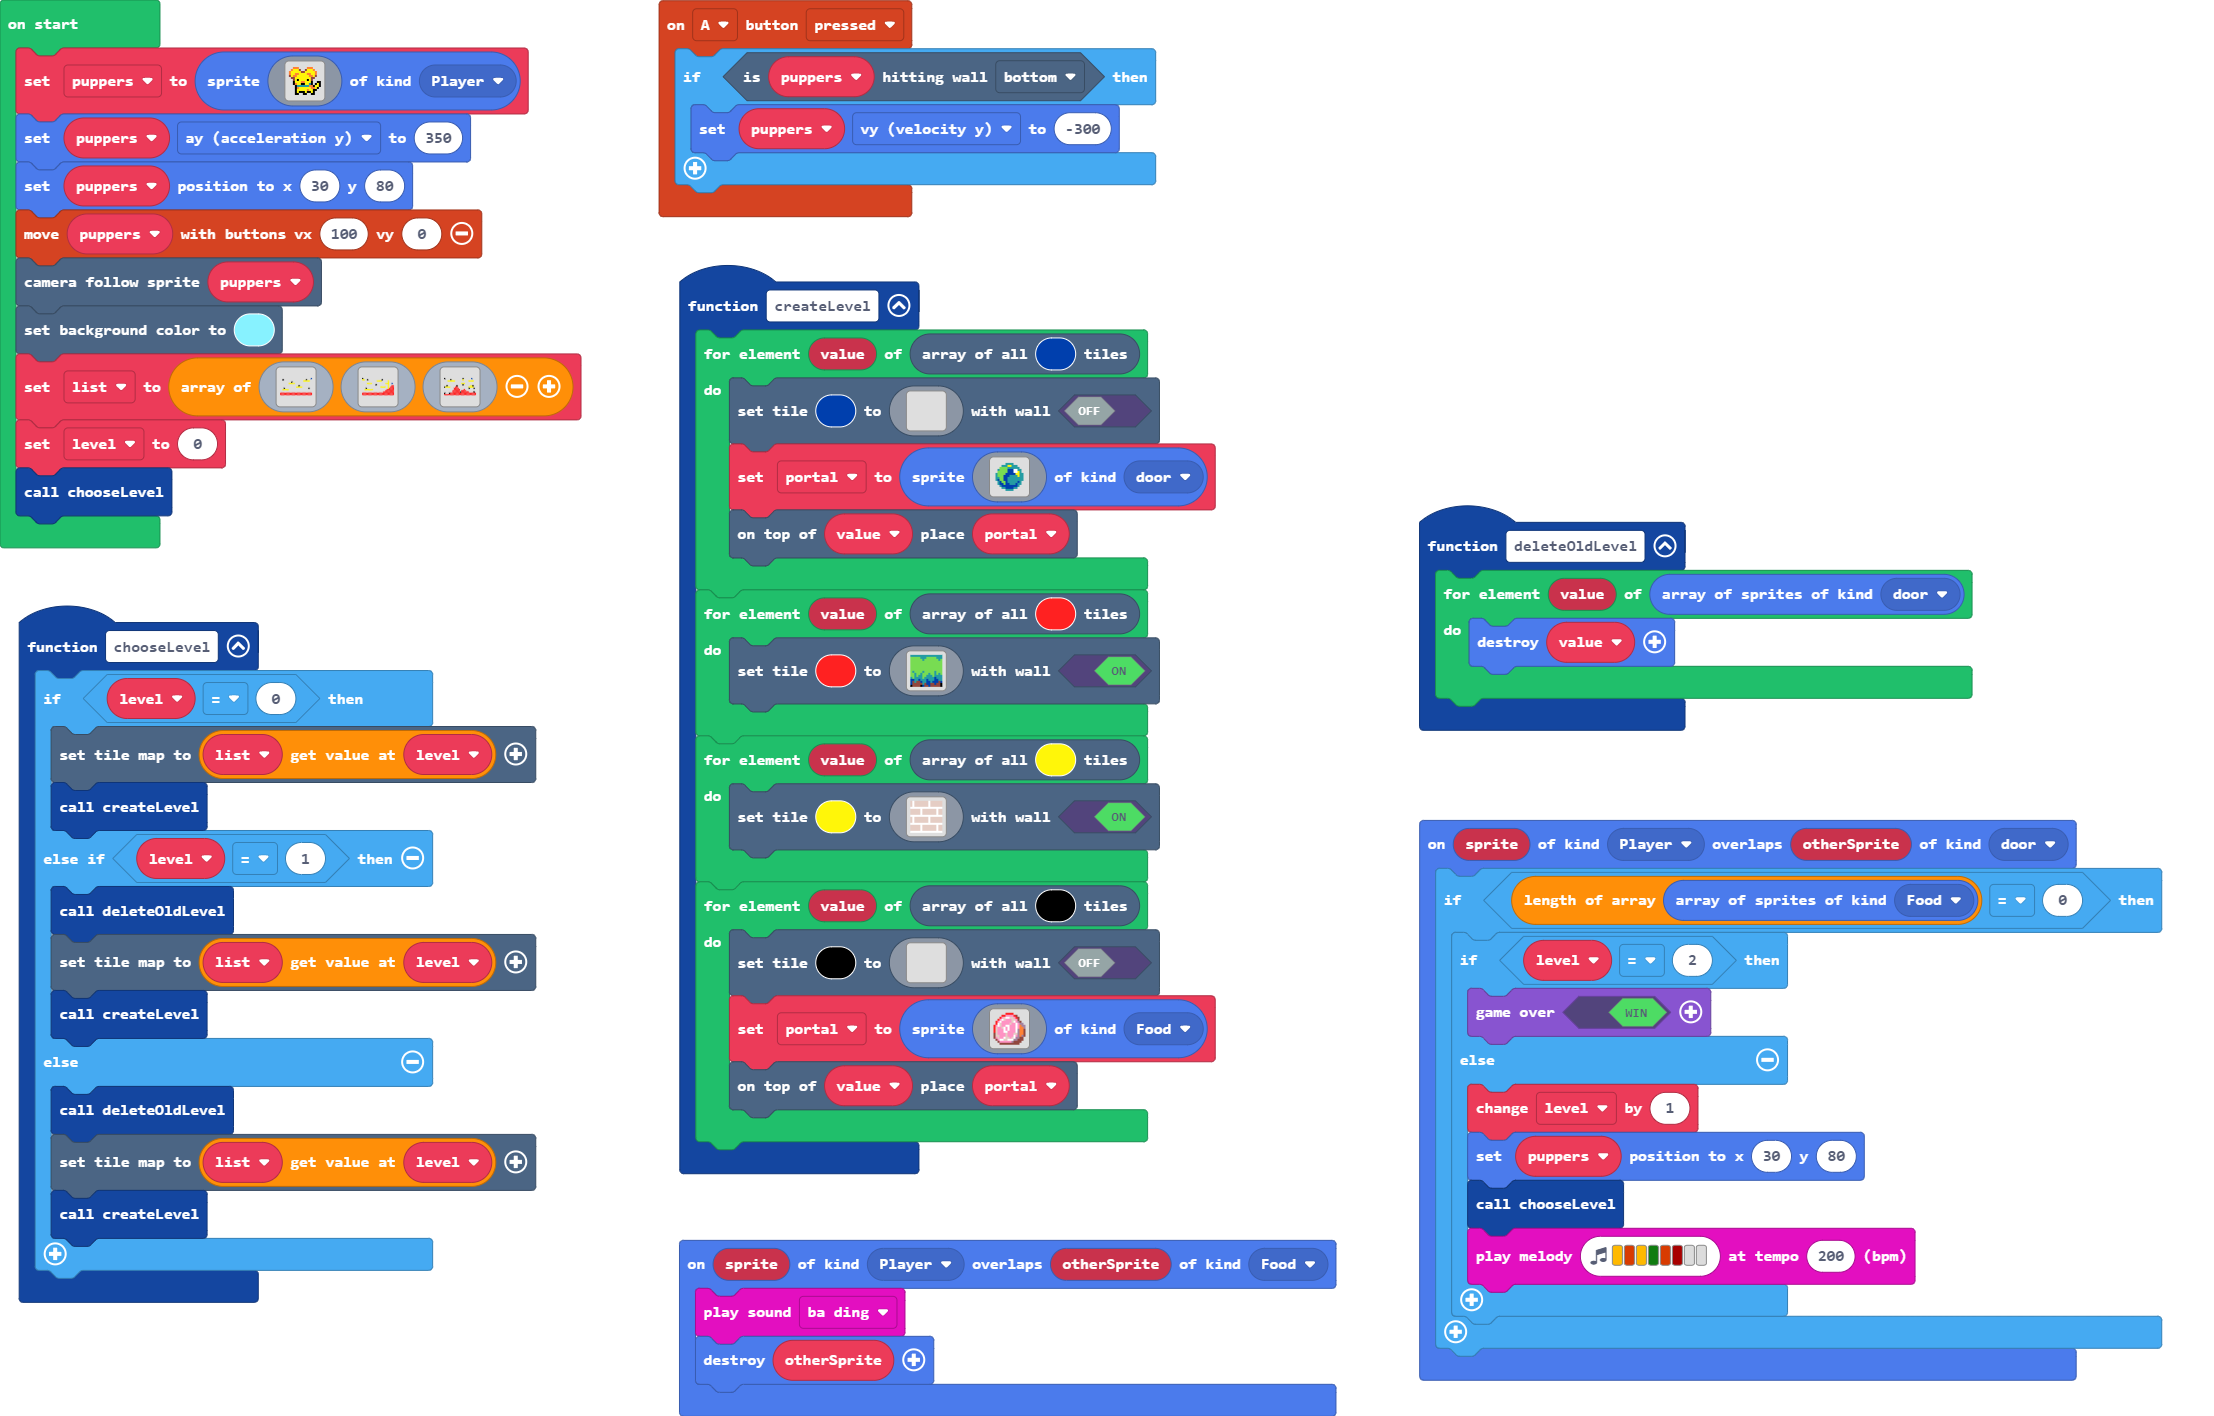 on start
set puppers to sprite of kind Player
set puppers ay (acceleration y) to 350
set puppers position to x 30 y 80
move puppers with buttons vx 100 vy 0
camera follow sprite puppers
set background color to
set list to array of
set level to 0
call chooseLevel
function chooseLevel
if level = 0 then
set tile map to list get value at level
call createLevel
else if level = 1 then
call deleteOldLevel
set tile map to list get value at level
call createLevel
else
call deleteOldLevel
set tile map to list get value at level
call createLevel
on A button pressed
if is puppers hitting wall bottom then
set puppers vy (velocity y) to -300
function createLevel
for element value of array of all tiles
do
set tile to with wall OFF
set portal to sprite of kind door
on top of value place portal
for element value of array of all tiles
do
set tile to with wall ON
for element value of array of all tiles
do
set tile to with wall ON
for element value of array of all tiles
do
set tile to with wall OFF
set portal to sprite of kind Food
on top of value place portal
on sprite of kind Player overlaps otherSprite of kind Food
play sound ba ding
destroy otherSprite
function deleteOldLevel
for element value of array of sprites of kind door
do
destroy value
on sprite of kind Player overlaps otherSprite of kind door
if length of array array of sprites of kind Food = 0 then
if level = 2 then
game over WIN
else
change level by 1
set puppers position to x 30 y 80
call chooseLevel
play melody at tempo 200 (bpm)